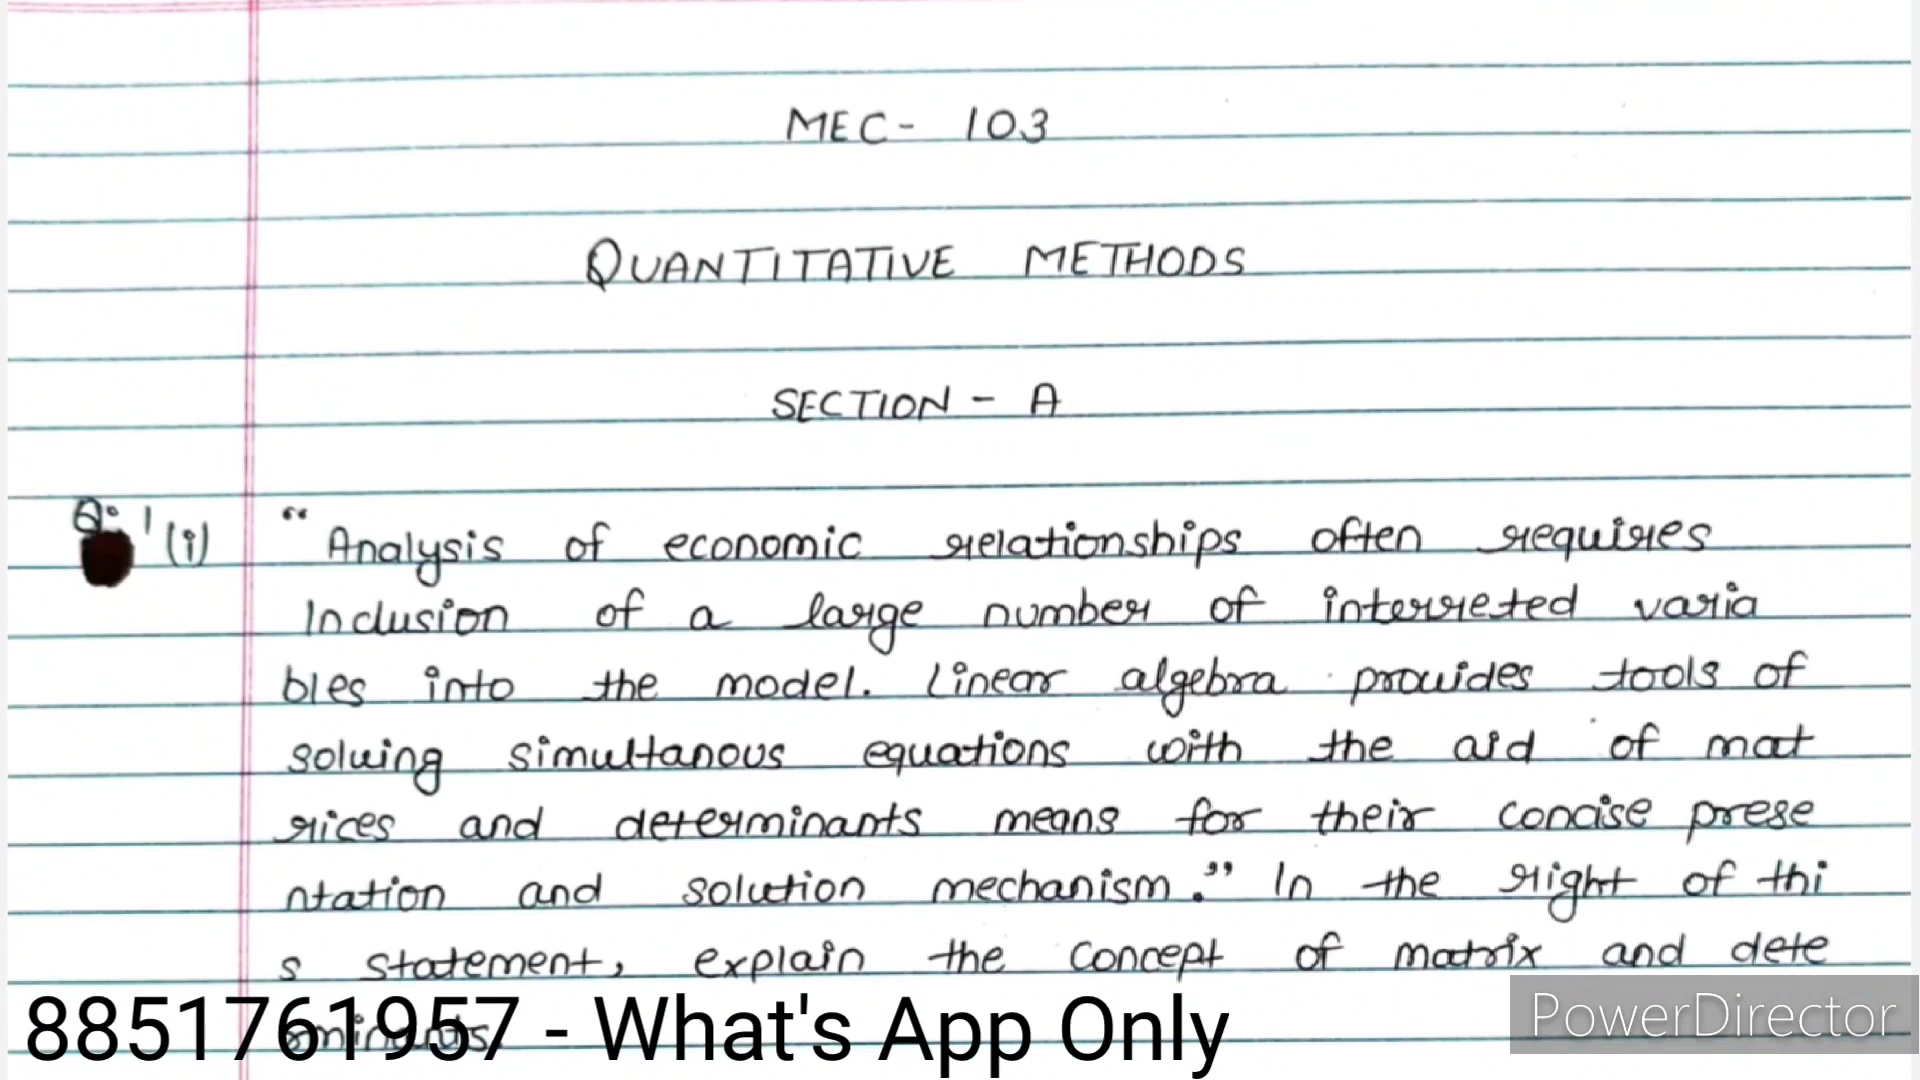 MEC- 103
QUANTITATIVE METHODS
SECTION - A
Q. 1 (i) "Analysis of economic relationships often requires
Inclusion of a large number of interreted varia
bles into the model. Linear algebra provides tools of
solving simultanous equations with the aid of mat
rices and determinants means for their concise prese
ntation and solution mechanism." In the right of thi
s statement, explain the concept of matrix and dete
rminants
8851761957 - What's App Only
PowerDirector